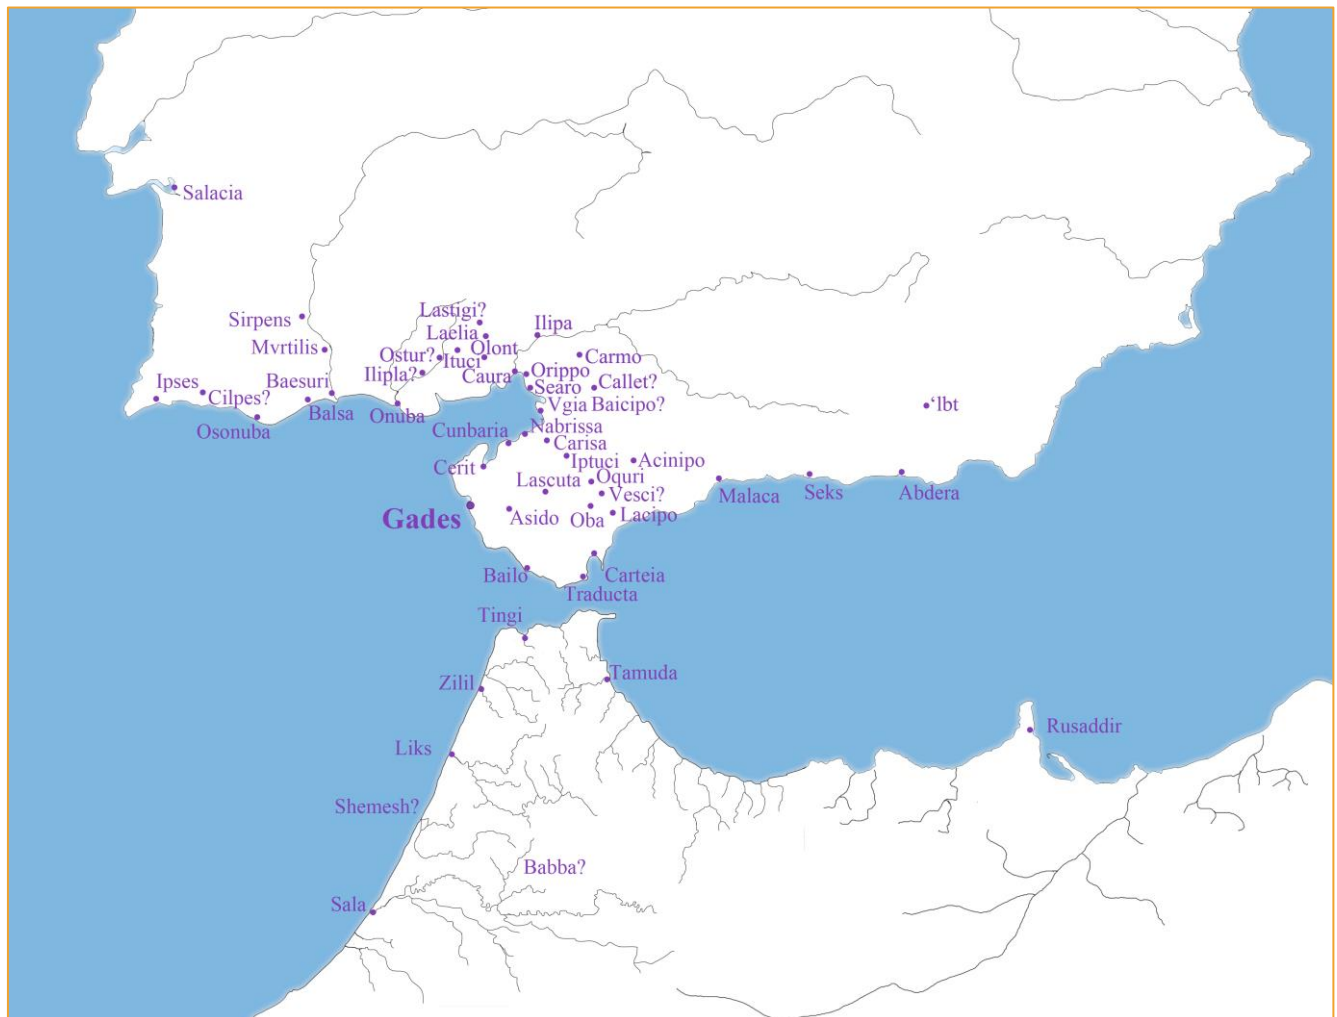 Salacia
Lastigi?
Sirpens
Laelia
Ilipa
Mvrtilis
Ostur?
Ituci
Olont
Carmo
Ilipla?
Caura
Orippo
Ipses
Cilpes?
Baesuri
Searo
Callet?
Balsa
Onuba
Vgia
Baicipo?
‘lbt
Osonuba
Cunbaria
Nabrissa
Carisa
Cerit
Iptuci
Acinipo
Lascuta
Oquri
Vesci?
Malaca
Seks
Abdera
Gades
Asido
Oba
Lacipo
Bailo
Carteia
Traducta
Tingi
Zilil
Tamuda
Rusaddir
Liks
Shemesh?
Babba?
Sala